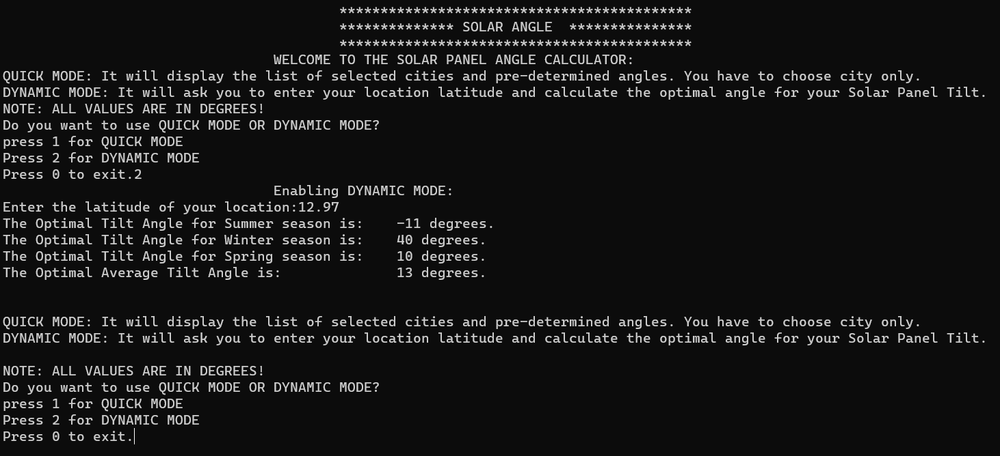 *******************************************
************** SOLAR ANGLE  ***************
*******************************************
WELCOME TO THE SOLAR PANEL ANGLE CALCULATOR:
QUICK MODE: It will display the list of selected cities and pre-determined angles. You have to choose city only.
DYNAMIC MODE: It will ask you to enter your location latitude and calculate the optimal angle for your Solar Panel Tilt.
NOTE: ALL VALUES ARE IN DEGREES!
Do you want to use QUICK MODE OR DYNAMIC MODE?
press 1 for QUICK MODE
Press 2 for DYNAMIC MODE
Press 0 to exit.2
Enabling DYNAMIC MODE:
Enter the latitude of your location:12.97
The Optimal Tilt Angle for Summer season is:    -11 degrees.
The Optimal Tilt Angle for Winter season is:    40 degrees.
The Optimal Tilt Angle for Spring season is:    10 degrees.
The Optimal Average Tilt Angle is:              13 degrees.
QUICK MODE: It will display the list of selected cities and pre-determined angles. You have to choose city only.
DYNAMIC MODE: It will ask you to enter your location latitude and calculate the optimal angle for your Solar Panel Tilt.
NOTE: ALL VALUES ARE IN DEGREES!
Do you want to use QUICK MODE OR DYNAMIC MODE?
press 1 for QUICK MODE
Press 2 for DYNAMIC MODE
Press 0 to exit.